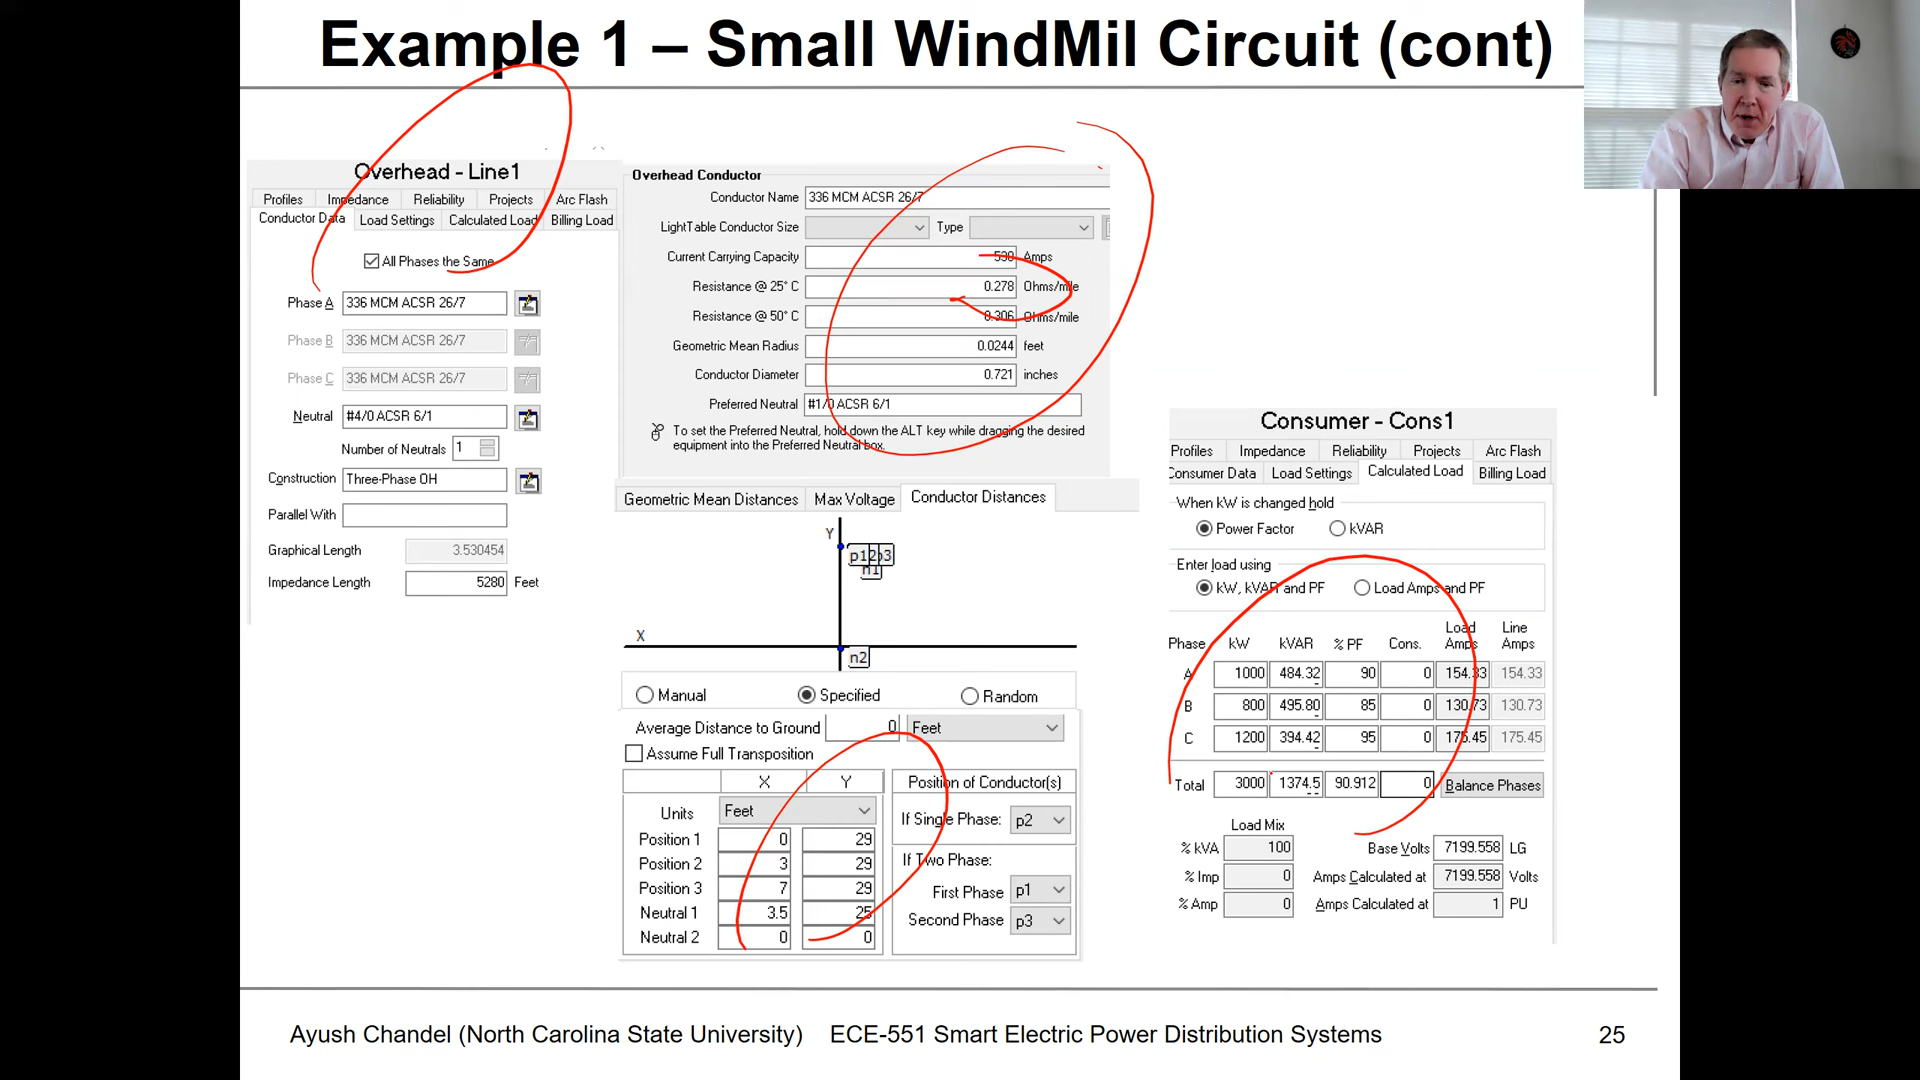 Example 1 – Small WindMil Circuit (cont)
Overhead - Line1
Profiles Impedance Reliability Projects Arc Flash
Conductor Data Load Settings Calculated Load Billing Load
All Phases the Same
Phase A 336 MCM ACSR 26/7
Phase B 336 MCM ACSR 26/7
Phase C 336 MCM ACSR 26/7
Neutral #4/0 ACSR 6/1
Number of Neutrals 1
Construction Three-Phase OH
Parallel With
Graphical Length 3.530454
Impedance Length 5280 Feet
Overhead Conductor
Conductor Name 336 MCM ACSR 26/7
LightTable Conductor Size Type
Current Carrying Capacity 530 Amps
Resistance @ 25° C 0.278 Ohms/mile
Resistance @ 50° C 0.306 Ohms/mile
Geometric Mean Radius 0.0244 feet
Conductor Diameter 0.721 inches
Preferred Neutral #1/0 ACSR 6/1
To set the Preferred Neutral, hold down the ALT key while dragging the desired
equipment into the Preferred Neutral box.
Geometric Mean Distances Max Voltage Conductor Distances
Y
p1 2 p3
n1
X
n2
Manual Specified Random
Average Distance to Ground 0 Feet
Assume Full Transposition
X Y
Units Feet
Position 1 0 29
Position 2 3 29
Position 3 7 29
Neutral 1 3.5 25
Neutral 2 0 0
Position of Conductor(s)
If Single Phase: p2
If Two Phase:
First Phase p1
Second Phase p3
Consumer - Cons1
Profiles Impedance Reliability Projects Arc Flash
Consumer Data Load Settings Calculated Load Billing Load
When kW is changed hold
Power Factor kVAR
Enter load using
kW, kVAR and PF Load Amps and PF
Phase kW kVAR % PF Cons. Load Amps Line Amps
A 1000 484.32 90 0 154.33 154.33
B 800 495.80 85 0 130.73 130.73
C 1200 394.42 95 0 175.45 175.45
Total 3000 1374.5 90.912 0 Balance Phases
Load Mix
% kVA 100 Base Volts 7199.558 LG
% Imp 0 Amps Calculated at 7199.558 Volts
% Amp 0 Amps Calculated at 1 PU
Ayush Chandel (North Carolina State University) ECE-551 Smart Electric Power Distribution Systems 25